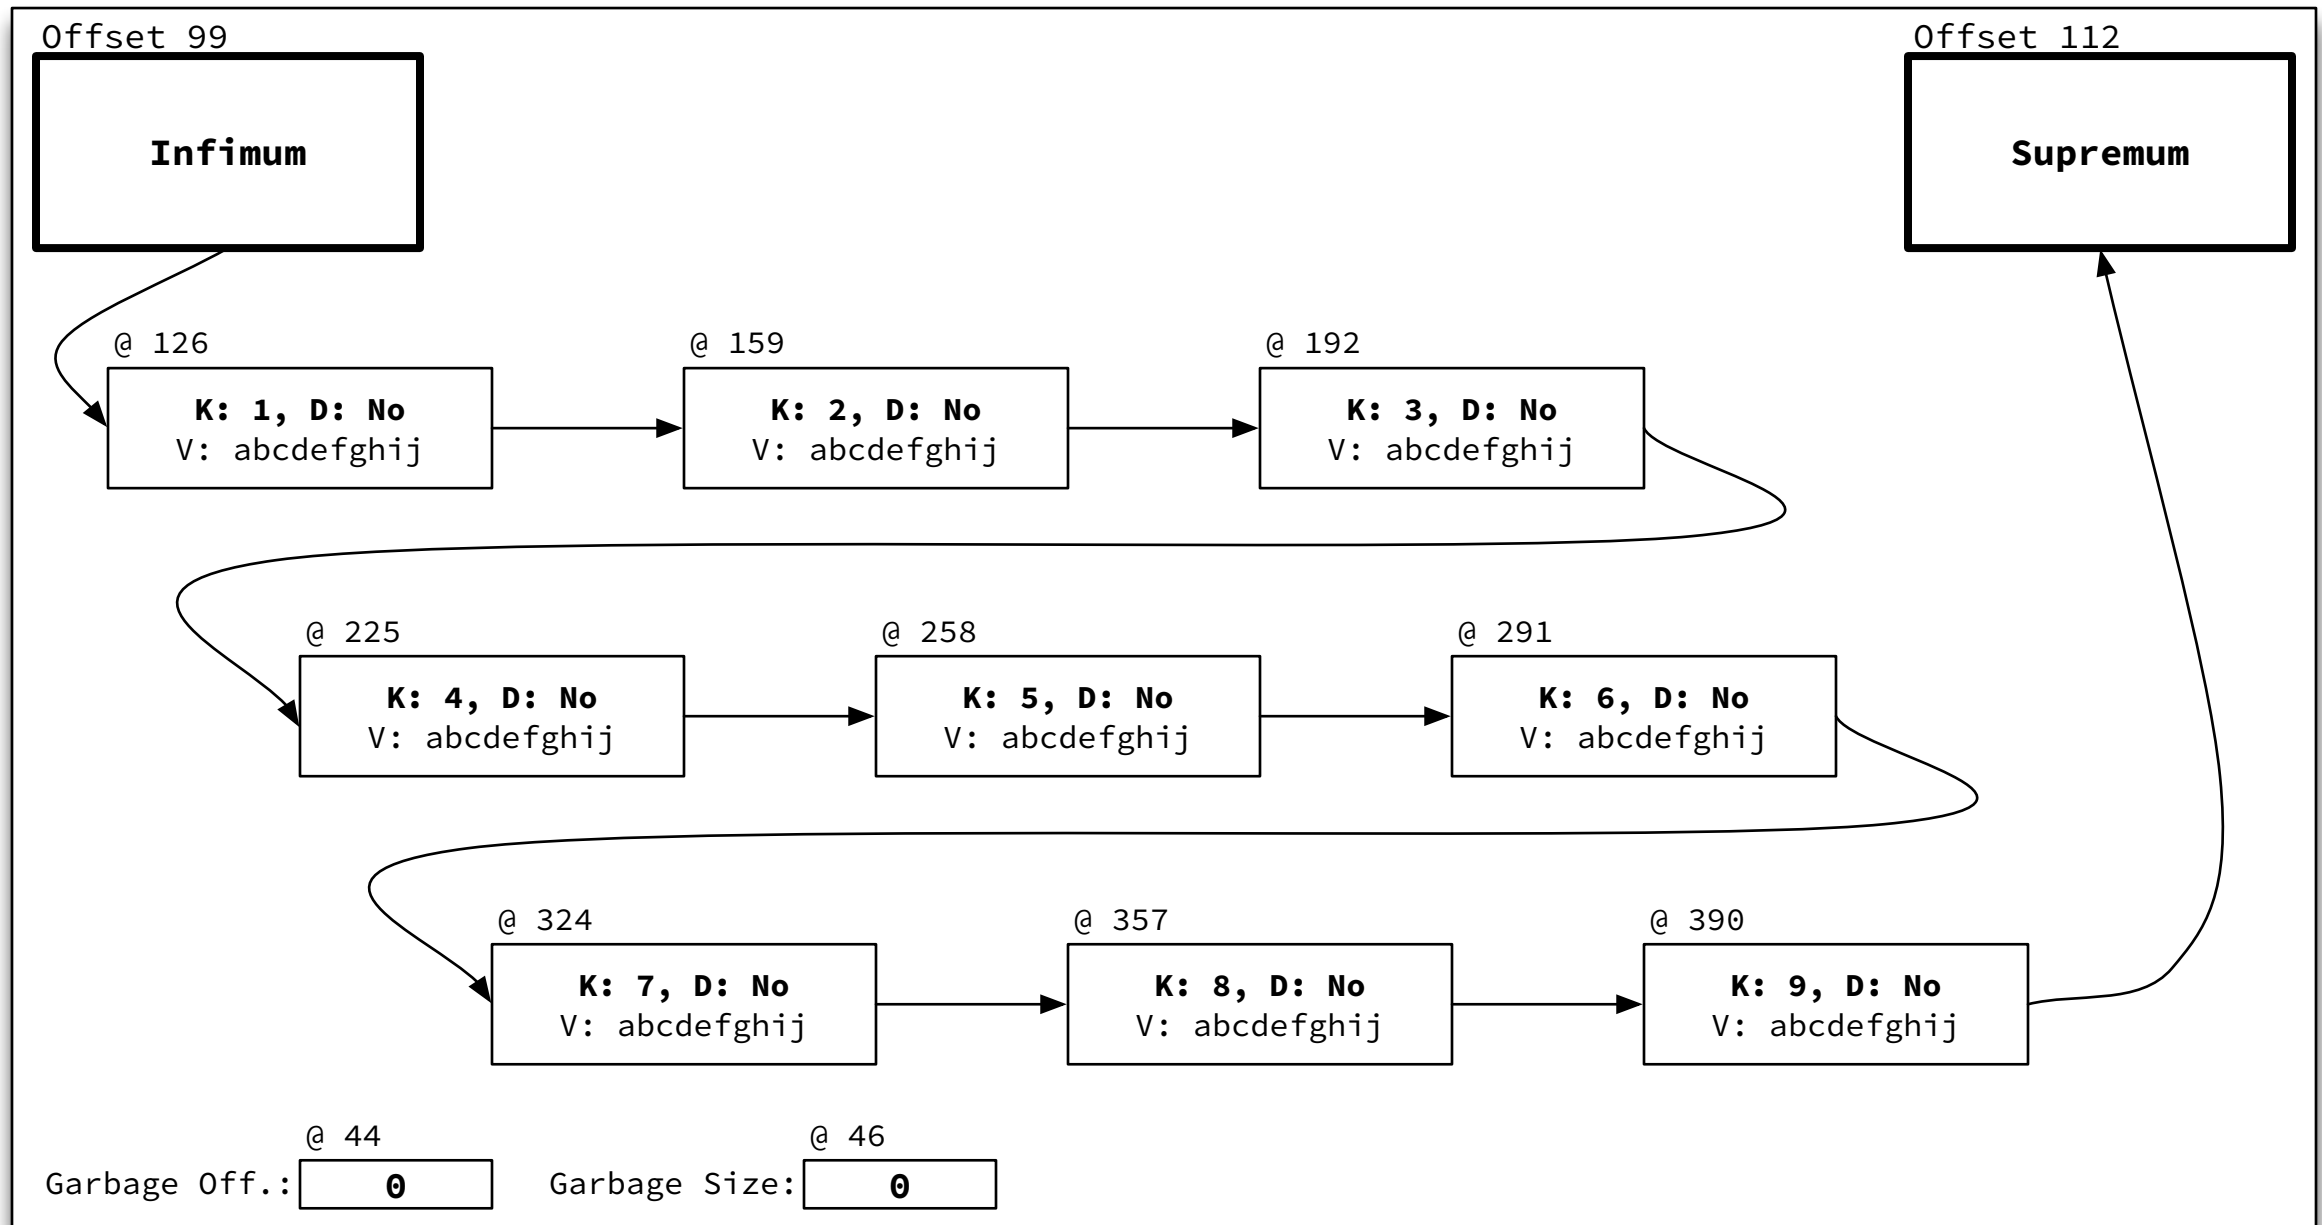 Offset 99
Offset 112
Infimum
Supremum
@ 126
@ 159
@ 192
K: 1, D: No
V: abcdefghij
K: 2, D: No
V: abcdefghij
K: 3, D: No
V: abcdefghij
@ 225
@ 258
@ 291
K: 4, D: No
V: abcdefghij
K: 5, D: No
V: abcdefghij
K: 6, D: No
V: abcdefghij
@ 324
@ 357
@ 390
K: 7, D: No
V: abcdefghij
K: 8, D: No
V: abcdefghij
K: 9, D: No
V: abcdefghij
@ 44
@ 46
Garbage Off.: 0
Garbage Size: 0